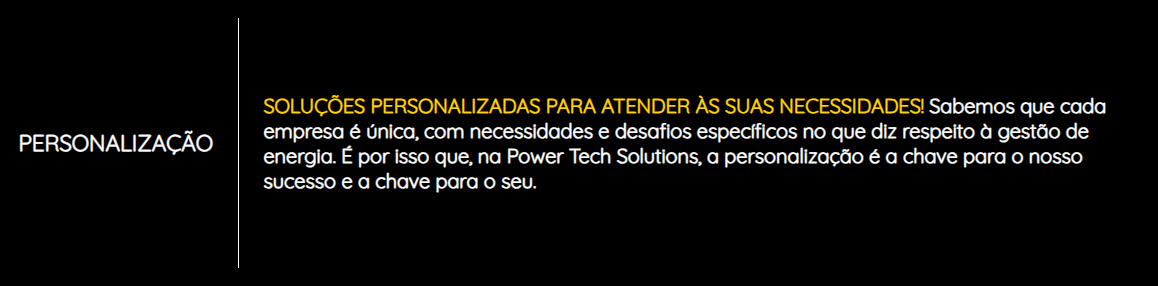 PERSONALIZAÇÃO
SOLUÇÕES PERSONALIZADAS PARA ATENDER ÀS SUAS NECESSIDADES! Sabemos que cada
empresa é única, com necessidades e desafios específicos no que diz respeito à gestão de
energia. É por isso que, na Power Tech Solutions, a personalização é a chave para o nosso
sucesso e a chave para o seu.